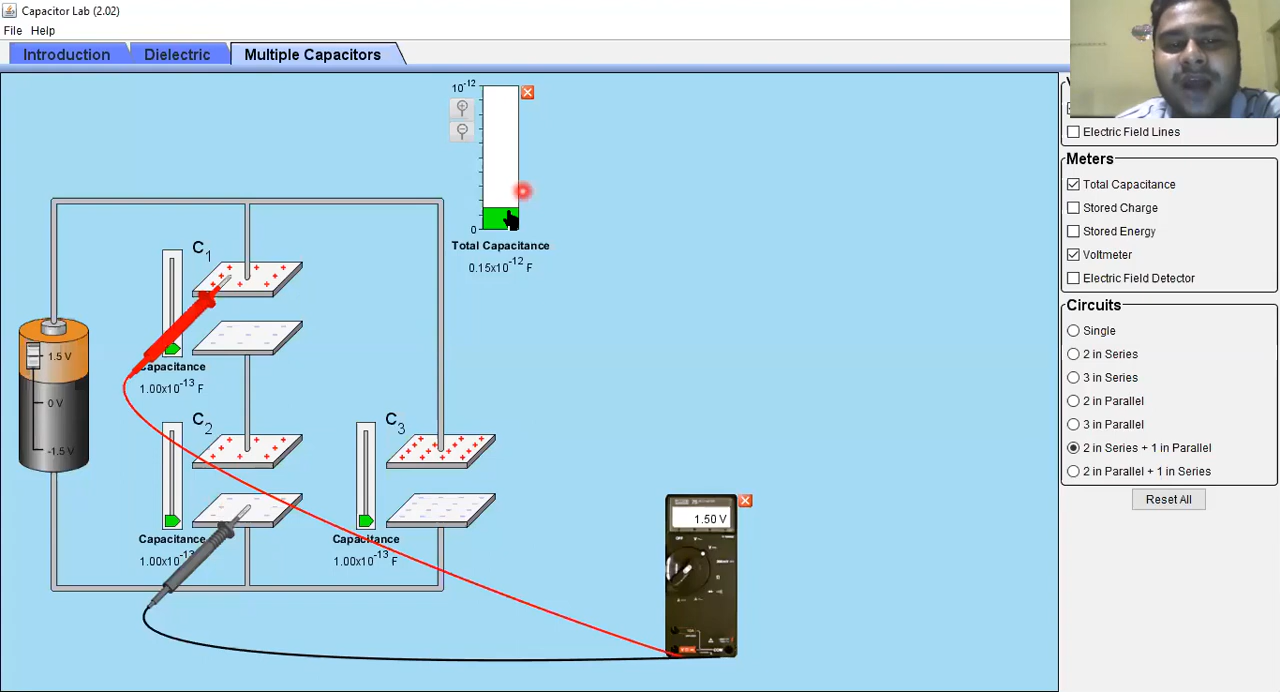 Capacitor Lab (2.02)
File Help
Introduction Dielectric Multiple Capacitors
10-12
0
Total Capacitance
0.15x10-12 F
C1
Capacitance
1.00x10-13 F
1.5 V
0 V
-1.5 V
C2
Capacitance
1.00x10-13
C3
Capacitance
1.00x10-13 F
1.50 V
Electric Field Lines
Meters
Total Capacitance
Stored Charge
Stored Energy
Voltmeter
Electric Field Detector
Circuits
Single
2 in Series
3 in Series
2 in Parallel
3 in Parallel
2 in Series + 1 in Parallel
2 in Parallel + 1 in Series
Reset All